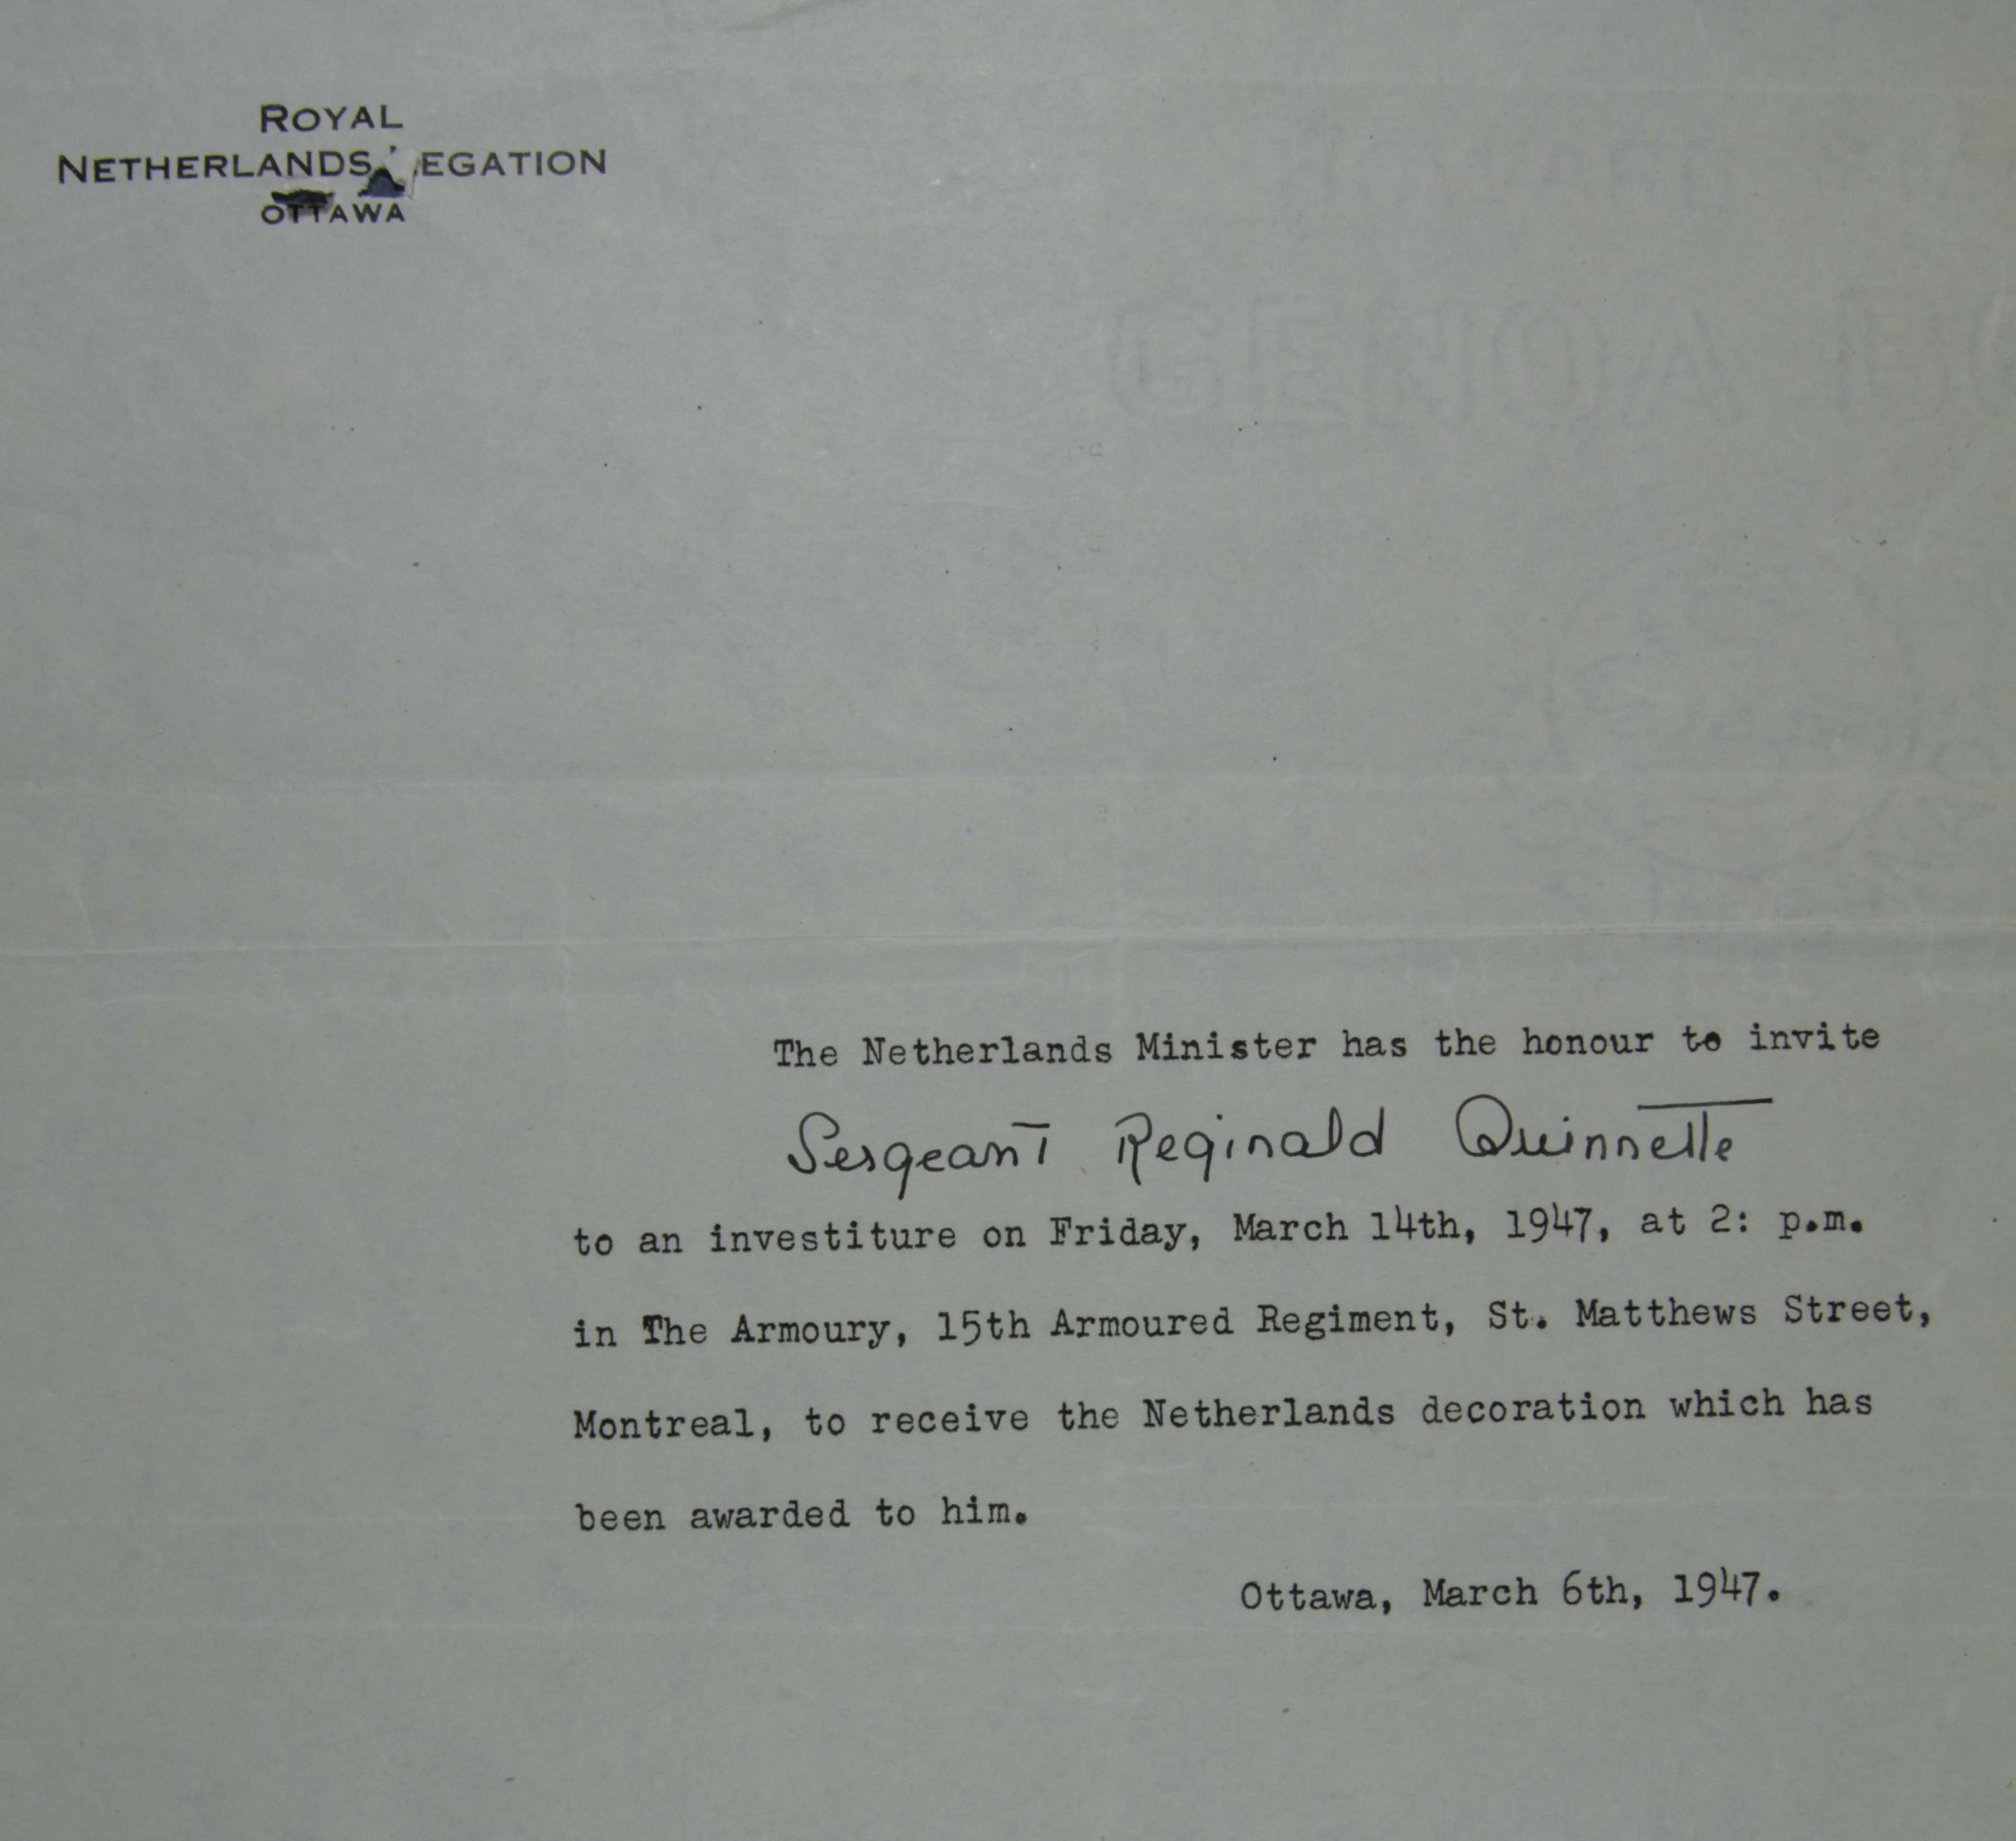 ROYAL
NETHERLANDS EGATION
OTTAWA
The Netherlands Minister has the honour to invite
Sergeant Reginald Quinnette
to an investiture on Friday, March 14th, 1947, at 2: p.m.
in The Armoury, 15th Armoured Regiment, St. Matthews Street,
Montreal, to receive the Netherlands decoration which has
been awarded to him.
Ottawa, March 6th, 1947.